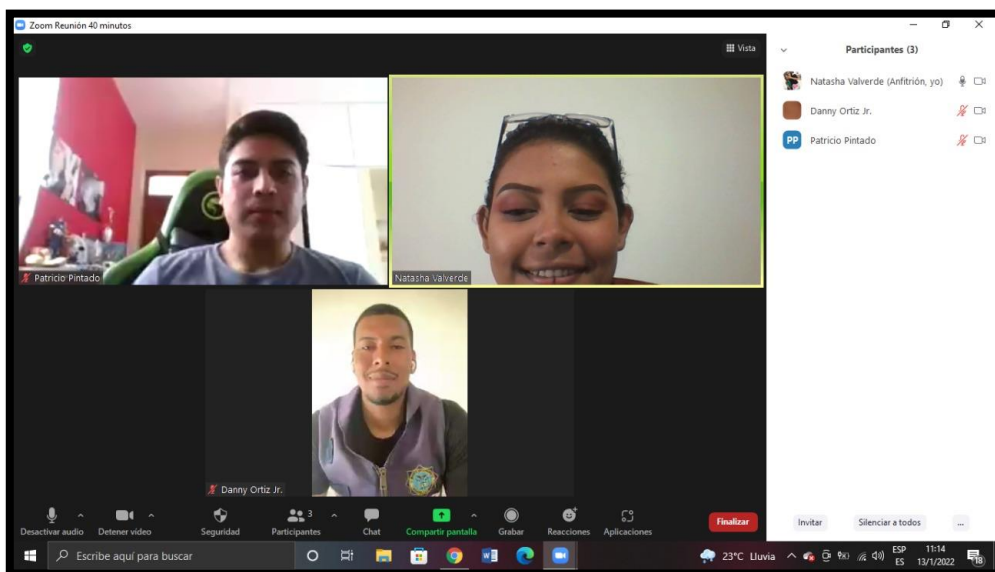 Zoom Reunión 40 minutos
Vista
Participantes (3)
Natasha Valverde (Anfitrión, yo)
Danny Ortiz Jr.
PP Patricio Pintado
Patricio Pintado
Natasha Valverde
Danny Ortiz Jr.
3
Desactivar audio
Detener video
Seguridad
Participantes
Chat
Compartir pantalla
Grabar
Reacciones
Aplicaciones
Finalizar
Invitar
Silenciar a todos
...
Escribe aquí para buscar
23°C Lluvia
ESP
ES
11:14
13/1/2022
18